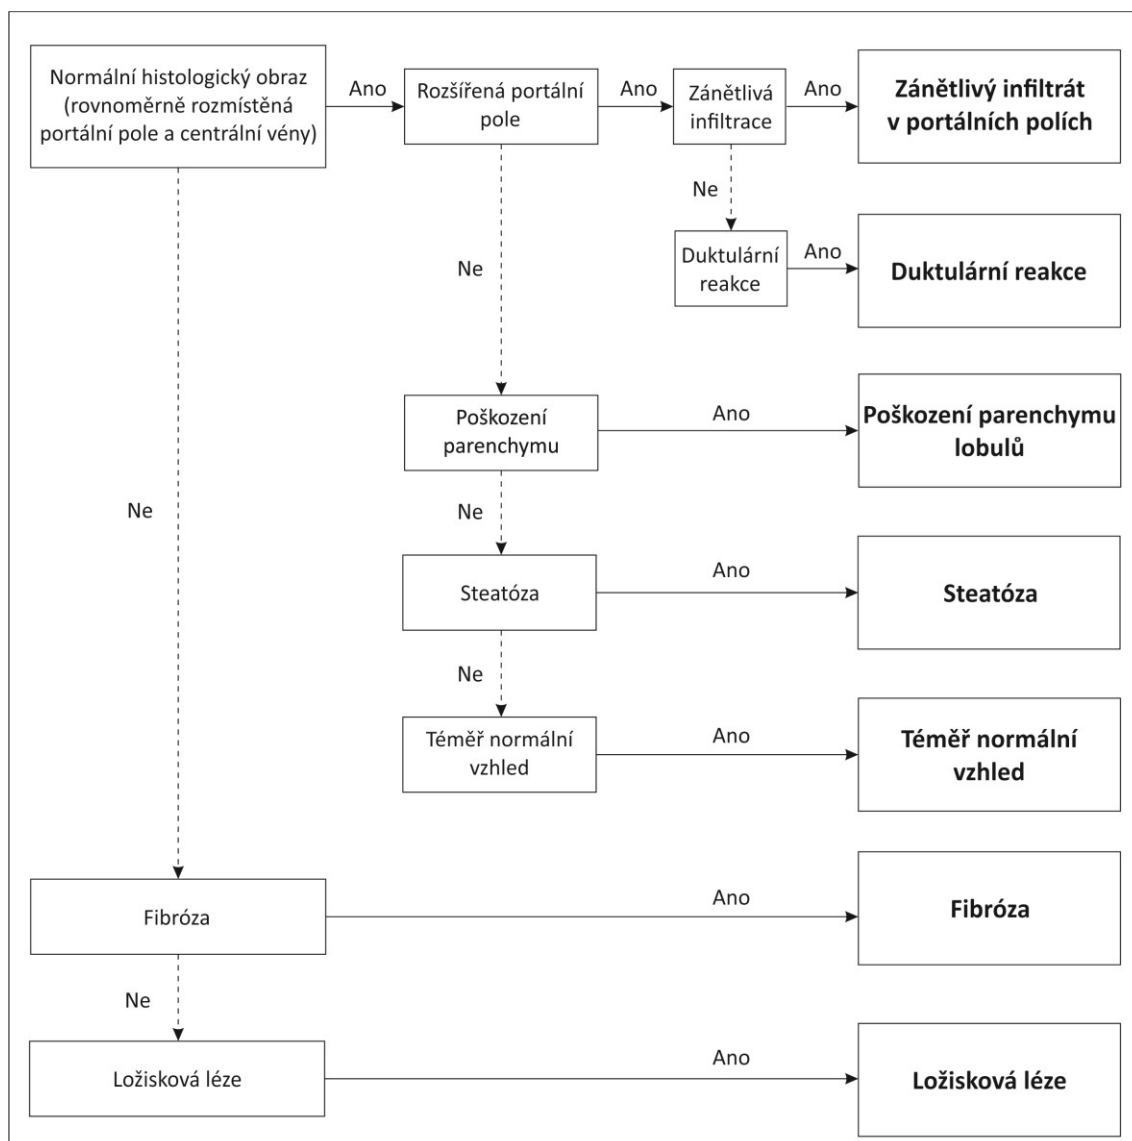 Normální histologický obraz
(rovnoměrně rozmístěná
portální pole a centrální vény)
Ano
Rozšířená portální
pole
Ano
Zánětlivá
infiltrace
Ano
Zánětlivý infiltrát
v portálních polích
Ne
Duktulární
reakce
Ano
Duktulární reakce
Ne
Poškození
parenchymu
Ano
Poškození parenchymu
lobulů
Ne
Ne
Steatóza
Ano
Steatóza
Ne
Téměř normální
vzhled
Ano
Téměř normální
vzhled
Fibróza
Ano
Fibróza
Ne
Ložisková léze
Ano
Ložisková léze